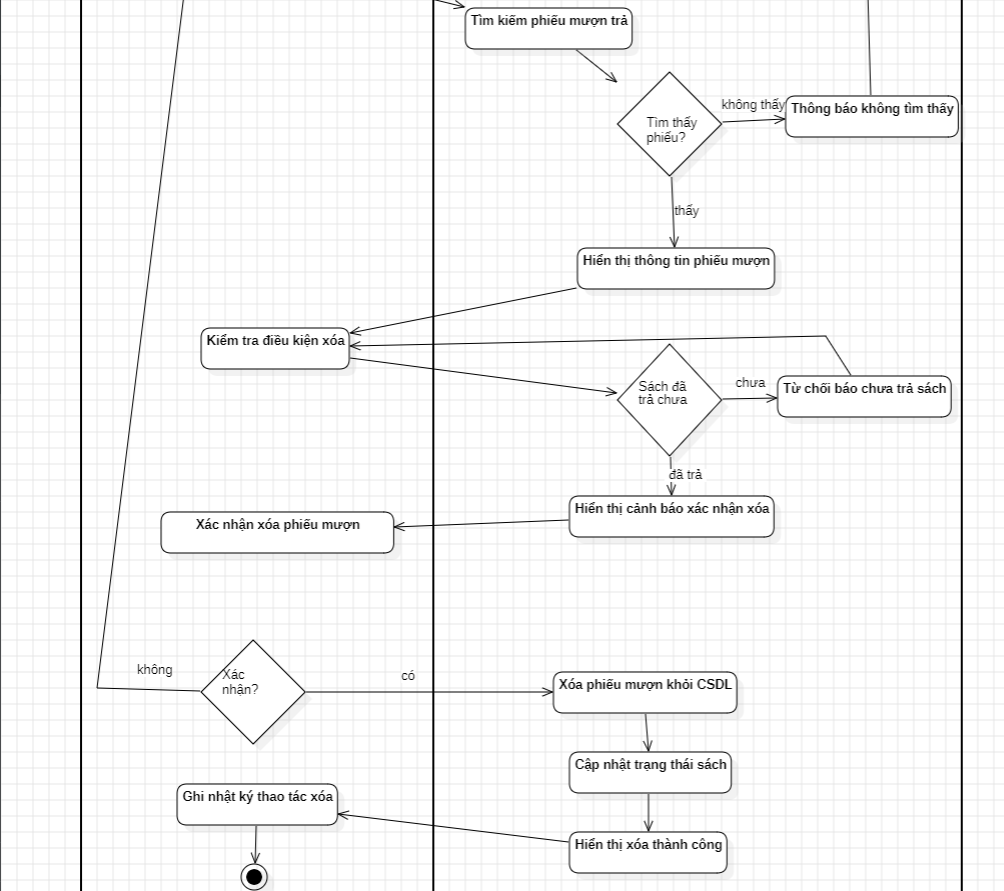 Tìm kiếm phiếu mượn trả
không thấy
Thông báo không tìm thấy
Tìm thấy
phiếu?
thấy
Hiển thị thông tin phiếu mượn
Kiểm tra điều kiện xóa
Sách đã
trả chưa
chưa
Từ chối báo chưa trả sách
đã trả
Hiển thị cảnh báo xác nhận xóa
Xác nhận xóa phiếu mượn
không
Xác
nhận?
có
Xóa phiếu mượn khỏi CSDL
Cập nhật trạng thái sách
Ghi nhật ký thao tác xóa
Hiển thị xóa thành công